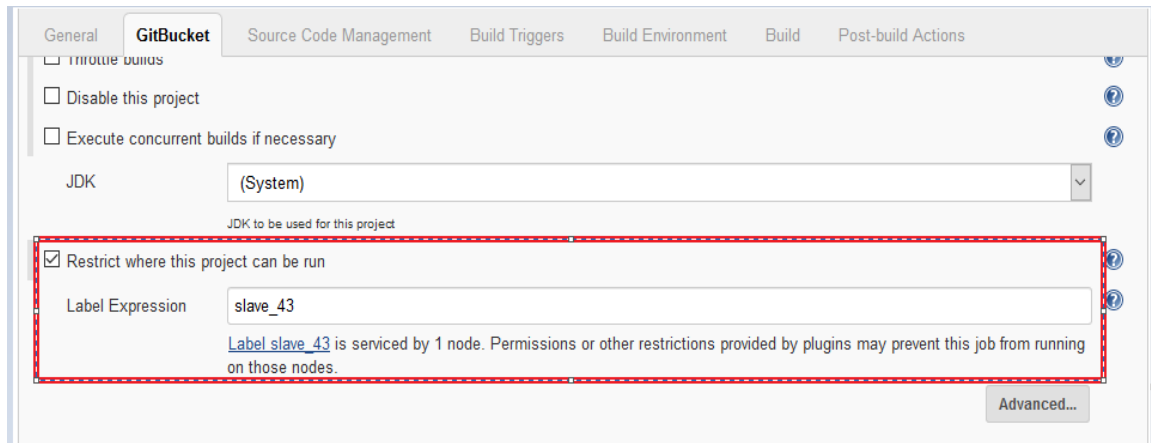 General GitBucket Source Code Management Build Triggers Build Environment Build Post-build Actions
Throttle builds
Disable this project
Execute concurrent builds if necessary
JDK (System)
JDK to be used for this project
Restrict where this project can be run
Label Expression slave_43
Label slave_43 is serviced by 1 node. Permissions or other restrictions provided by plugins may prevent this job from running
on those nodes.
Advanced...